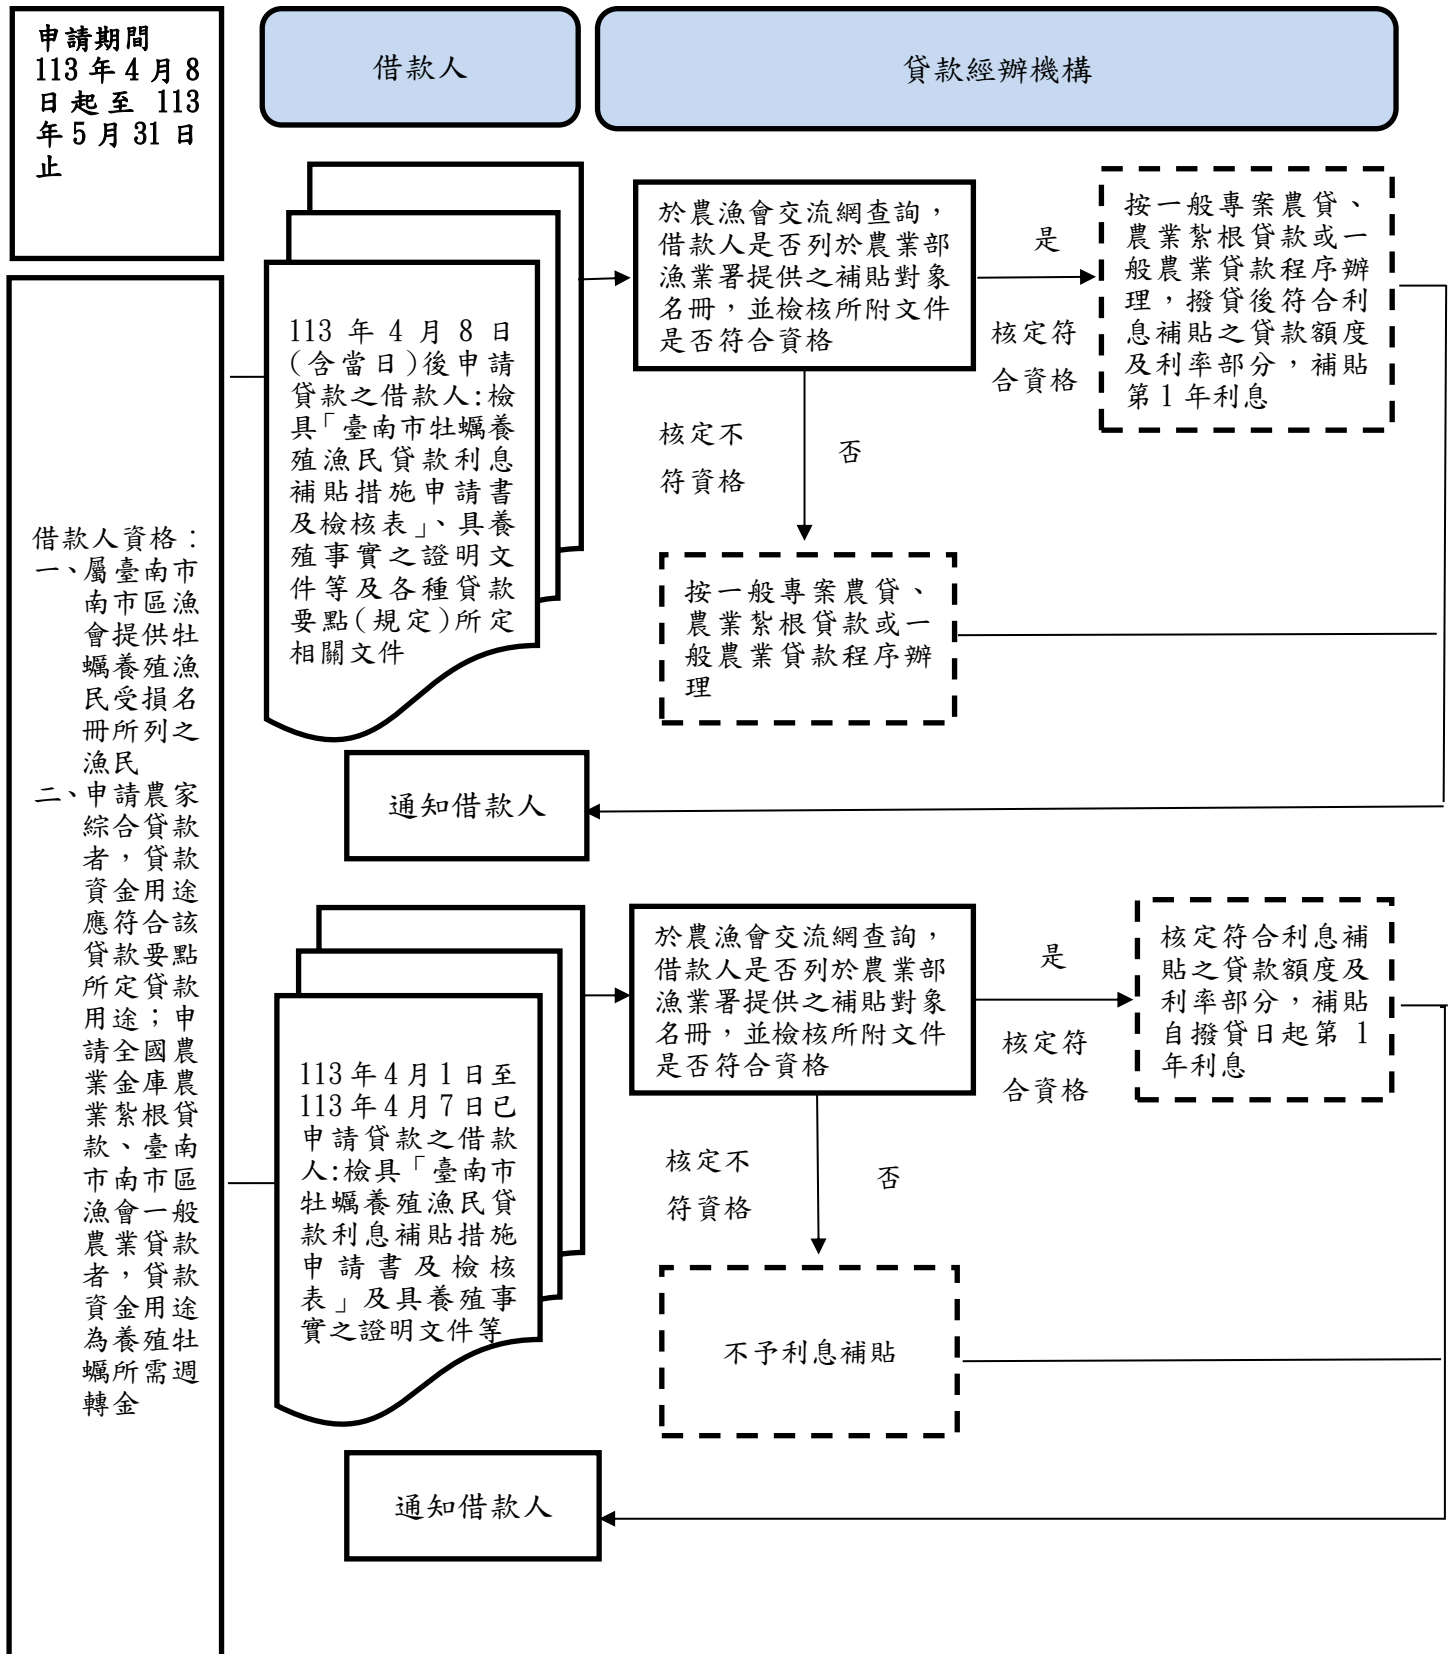 申請期間
113 年 4 月 8
日起至 113
年 5 月 31 日
止
借款人
貸款經辦機構
借款人資格：
一、屬臺南市
南市區漁
會提供牡
蠣養殖漁
民受損名
冊所列之
漁民
二、申請農家
綜合貸款
者，貸款
資金用途
應符合該
貸款要點
所定貸款
用途；申
請全國農
業金庫農
業紮根貸
款、臺南
市南市區
漁會一般
農業貸款
者，貸款
資金用途
為養殖牡
蠣所需週
轉金
113 年 4 月 8 日
(含當日)後申請
貸款之借款人:檢
具「臺南市牡蠣養
殖漁民貸款利息
補貼措施申請書
及檢核表」、具養
殖事實之證明文
件等及各種貸款
要點(規定)所定
相關文件
於農漁會交流網查詢，
借款人是否列於農業部
漁業署提供之補貼對象
名冊，並檢核所附文件
是否符合資格
是
核定符
合資格
按一般專案農貸、
農業紮根貸款或一
般農業貸款程序辦
理，撥貸後符合利
息補貼之貸款額度
及利率部分，補貼
第 1 年利息
核定不
符資格
否
按一般專案農貸、
農業紮根貸款或一
般農業貸款程序辦
理
通知借款人
113 年 4 月 1 日至
113 年 4 月 7 日已
申請貸款之借款
人:檢具「臺南市
牡蠣養殖漁民貸
款利息補貼措施
申請書及檢核
表」及具養殖事
實之證明文件等
於農漁會交流網查詢，
借款人是否列於農業部
漁業署提供之補貼對象
名冊，並檢核所附文件
是否符合資格
是
核定符
合資格
核定符合利息補
貼之貸款額度及
利率部分，補貼
自撥貸日起第 1
年利息
核定不
符資格
否
不予利息補貼
通知借款人